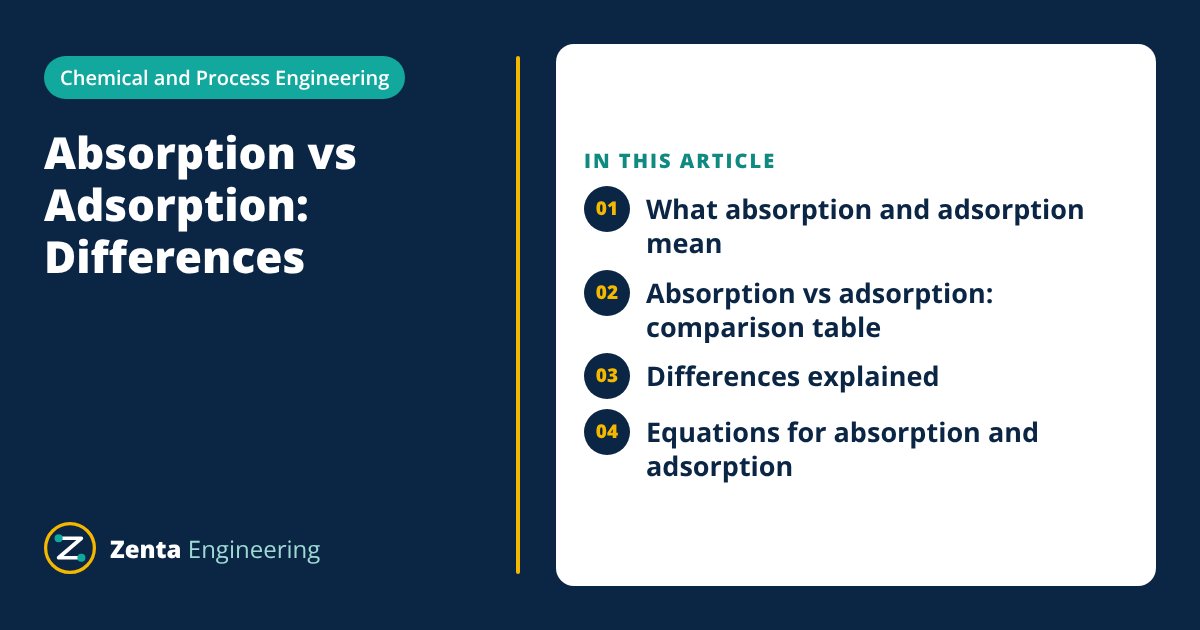 Chemical and Process Engineering
Absorption vs
Adsorption:
Differences
Zenta Engineering
IN THIS ARTICLE
01 What absorption and adsorption
mean
02 Absorption vs adsorption:
comparison table
03 Differences explained
04 Equations for absorption and
adsorption